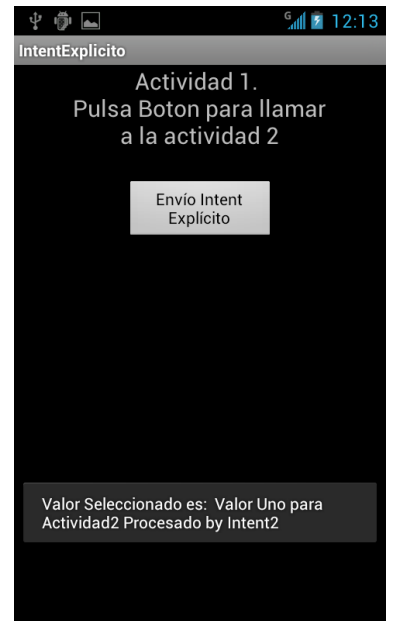 G 12:13
IntentExplicito
Actividad 1.
Pulsa Boton para llamar
a la actividad 2
Envío Intent
Explícito
Valor Seleccionado es:  Valor Uno para
Actividad2 Procesado by Intent2